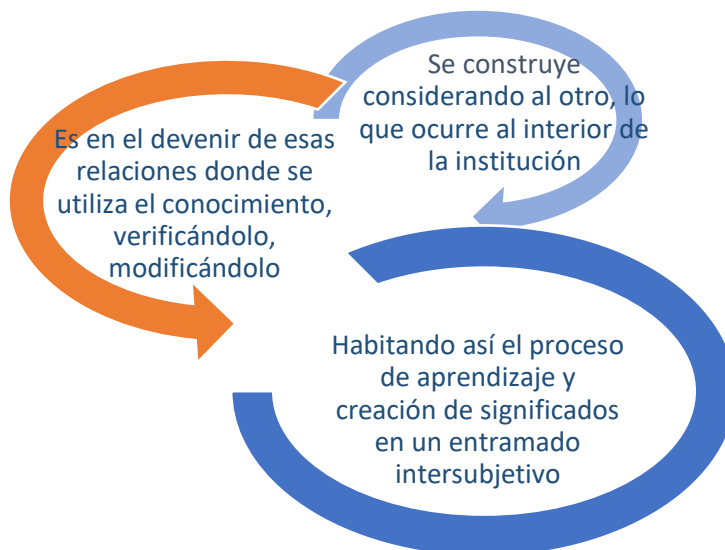 Se construye
considerando al otro, lo
que ocurre al interior de
la institución
Es en el devenir de esas
relaciones donde se
utiliza el conocimiento,
verificándolo,
modificándolo
Habitando así el proceso
de aprendizaje y
creación de significados
en un entramado
intersubjetivo